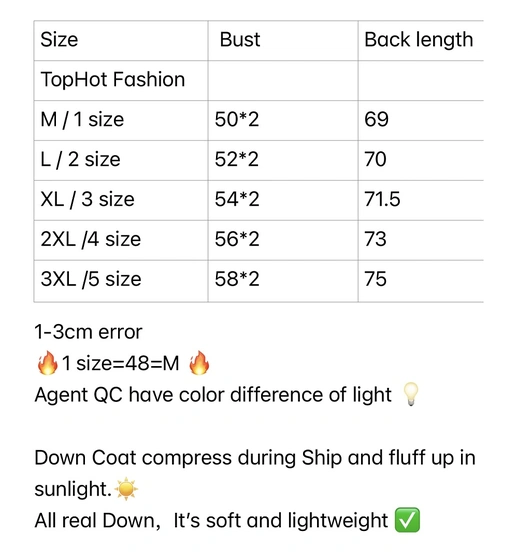 Size Bust Back length
TopHot Fashion
M / 1 size 50*2 69
L / 2 size 52*2 70
XL / 3 size 54*2 71.5
2XL /4 size 56*2 73
3XL /5 size 58*2 75
1-3cm error
🔥1 size=48=M 🔥
Agent QC have color difference of light 💡
Down Coat compress during Ship and fluff up in
sunlight.☀️
All real Down，It’s soft and lightweight ✅